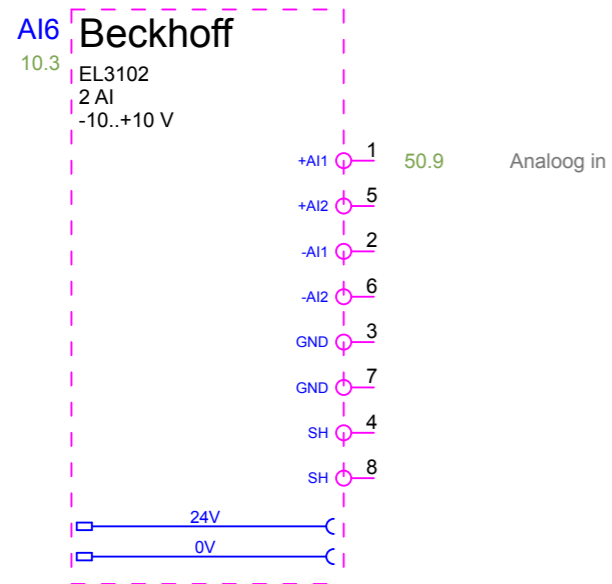 AI6 Beckhoff
10.3
EL3102
2 AI
-10..+10 V
+AI1 1 50.9 Analoog in
+AI2 5
-AI1 2
-AI2 6
GND 3
GND 7
SH 4
SH 8
24V
0V